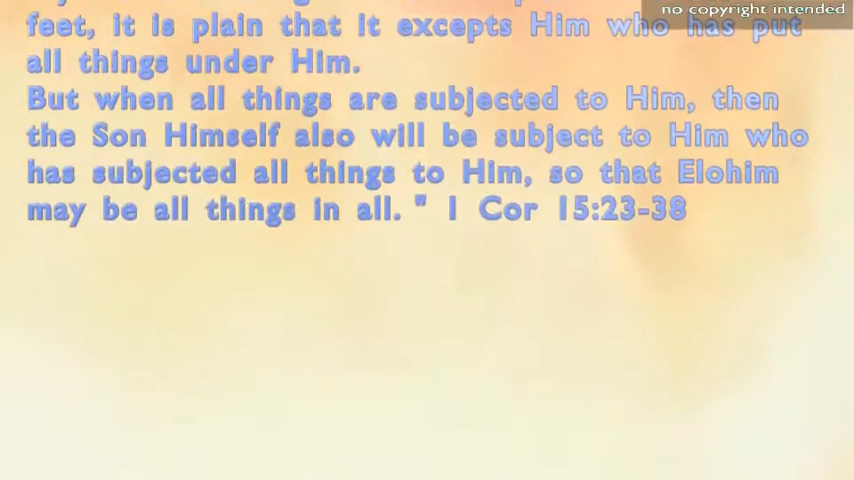 no copyright intended
feet, it is plain that it excepts Him who has put
all things under Him.
But when all things are subjected to Him, then
the Son Himself also will be subject to Him who
has subjected all things to Him, so that Elohim
may be all things in all. " 1 Cor 15:23-38